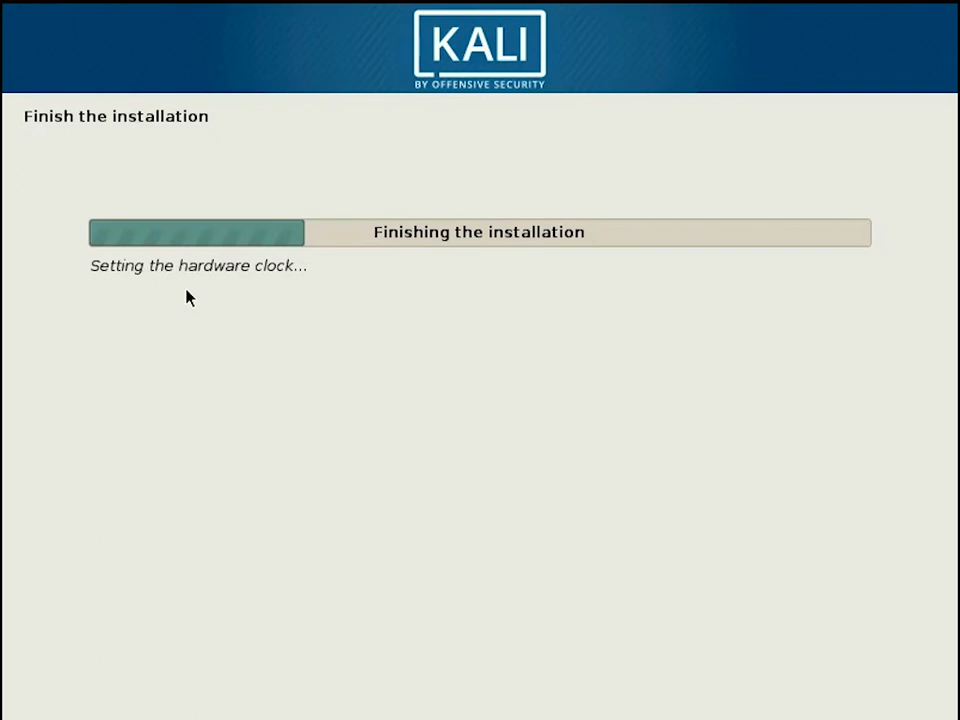 KALI
BY OFFENSIVE SECURITY
Finish the installation
Finishing the installation
Setting the hardware clock...